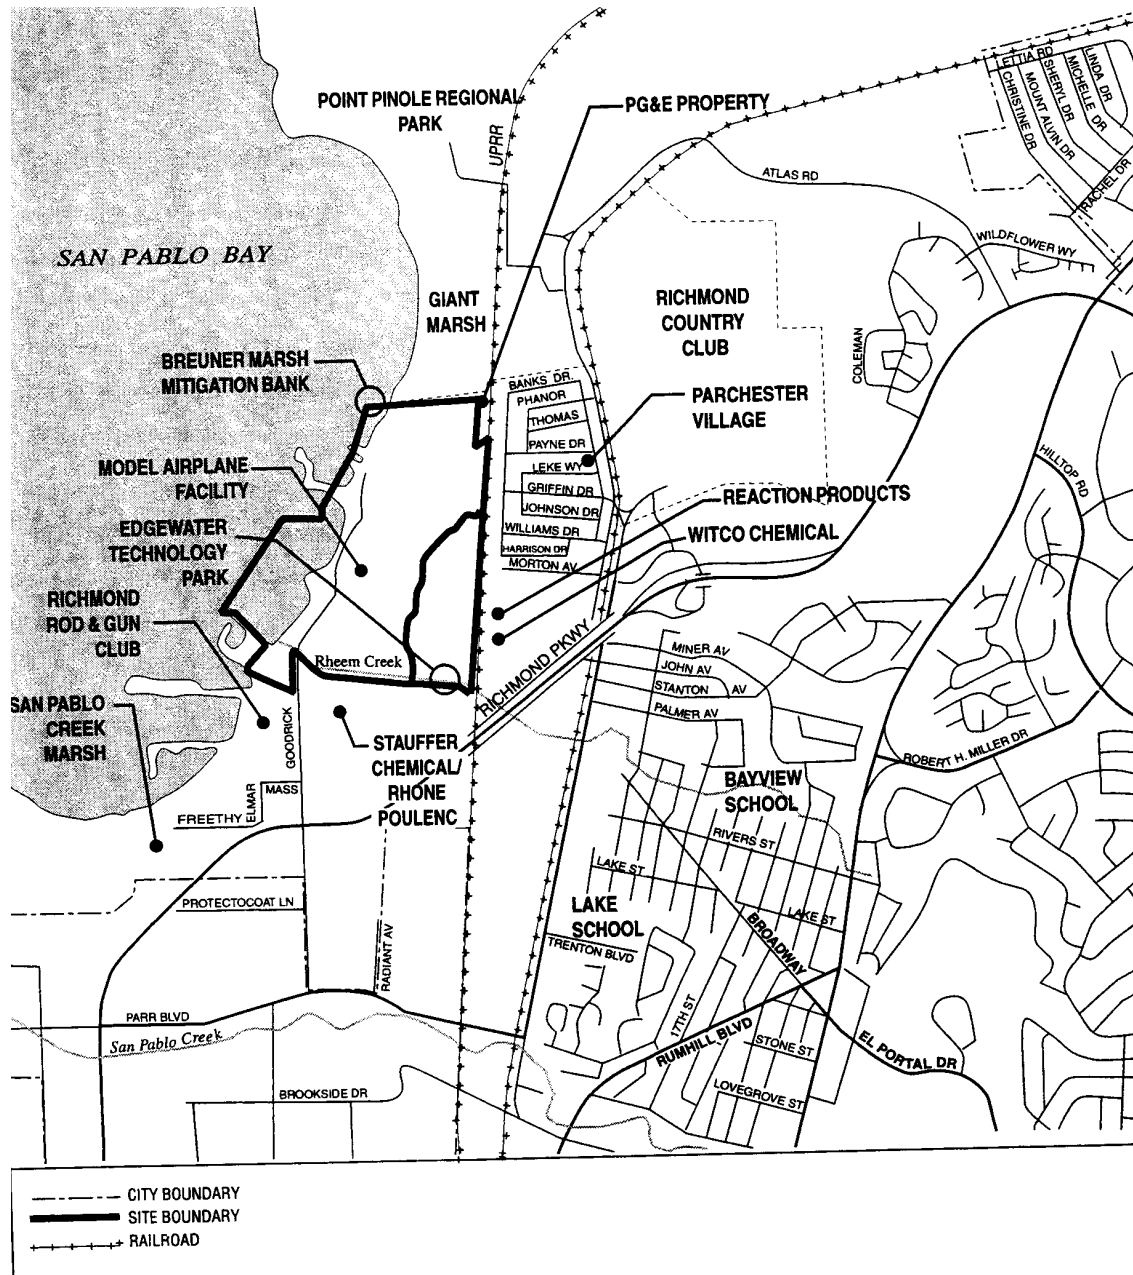 POINT PINOLE REGIONAL
PARK
UPRR
PG&E PROPERTY
ETTIA RD
LINDA DR
MICHELLE DR
SHERYL DR
MOUNT ALVIN DR
CHRISTINE DR
RACHEL DR
ATLAS RD
WILDFLOWER WY
SAN PABLO BAY
GIANT
MARSH
RICHMOND
COUNTRY
CLUB
COLEMAN
BREUNER MARSH
MITIGATION BANK
BANKS DR.
PHANOR
THOMAS
PAYNE DR
LEKE WY
GRIFFIN DR
JOHNSON DR
WILLIAMS DR
HARRISON DR
MORTON AV
PARCHESTER
VILLAGE
HILLTOP RD
MODEL AIRPLANE
FACILITY
REACTION PRODUCTS
WITCO CHEMICAL
EDGEWATER
TECHNOLOGY
PARK
RICHMOND
ROD & GUN
CLUB
Rheem Creek
RICHMOND PKWY
MINER AV
JOHN AV
STANTON AV
PALMER AV
SAN PABLO
CREEK
MARSH
GOODRICK
STAUFFER
CHEMICAL/
RHONE
POULENC
ROBERT H. MILLER DR
BAYVIEW
SCHOOL
MASS
ELMAR
FREETHY
RIVERS ST
LAKE ST
LAKE ST
PROTECTOCOAT LN
LAKE
SCHOOL
BROADWAY
TRENTON BLVD
RADIANT AV
17TH ST
PARR BLVD
San Pablo Creek
RUMHILL BLVD
STONE ST
EL PORTAL DR
BROOKSIDE DR
LOVEGROVE ST
CITY BOUNDARY
SITE BOUNDARY
RAILROAD